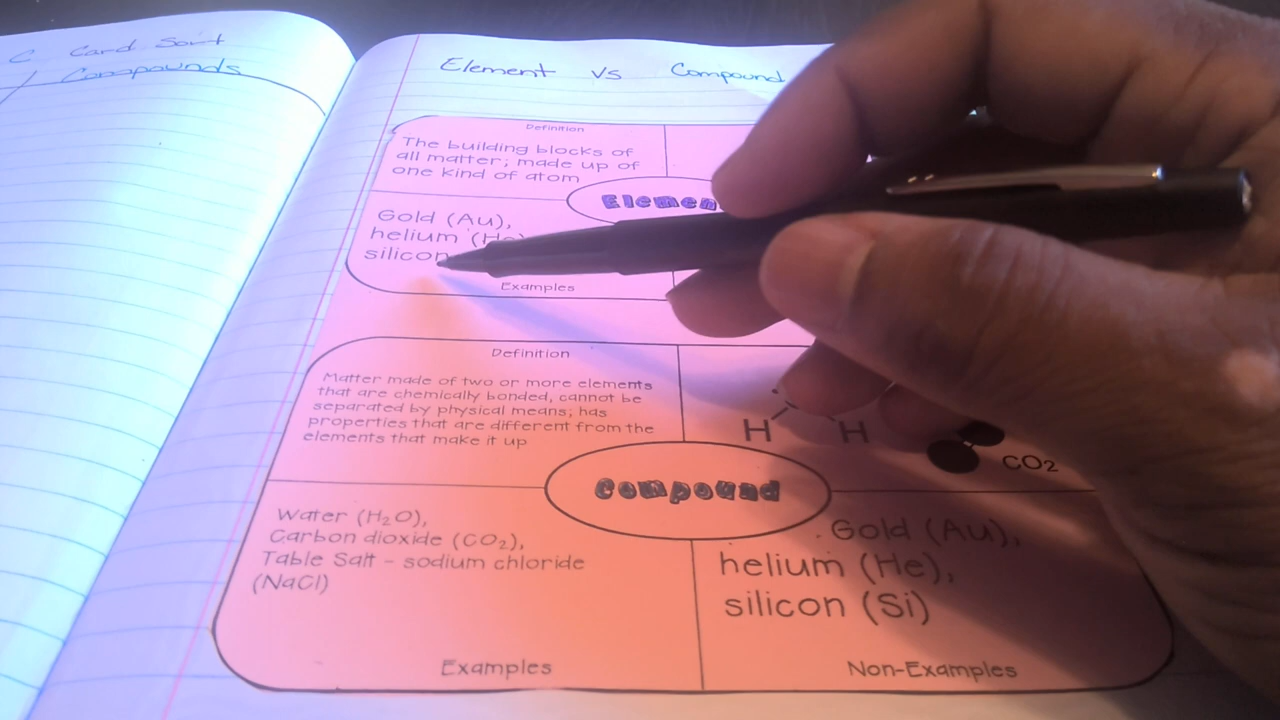 C Card Sort
/ Compounds
Element vs Compound
Definition
The building blocks of
all matter; made up of
one kind of atom
Elemen
Gold (Au),
helium (He)
silicon
Examples
Definition
Matter made of two or more elements
that are chemically bonded, cannot be
separated by physical means; has
properties that are different from the
elements that make it up
H H
CO2
Compound
Water (H₂O),
Carbon dioxide (CO₂),
Table Salt - sodium chloride
(NaCl)
Examples
Gold (Au),
helium (He),
silicon (Si)
Non-Examples